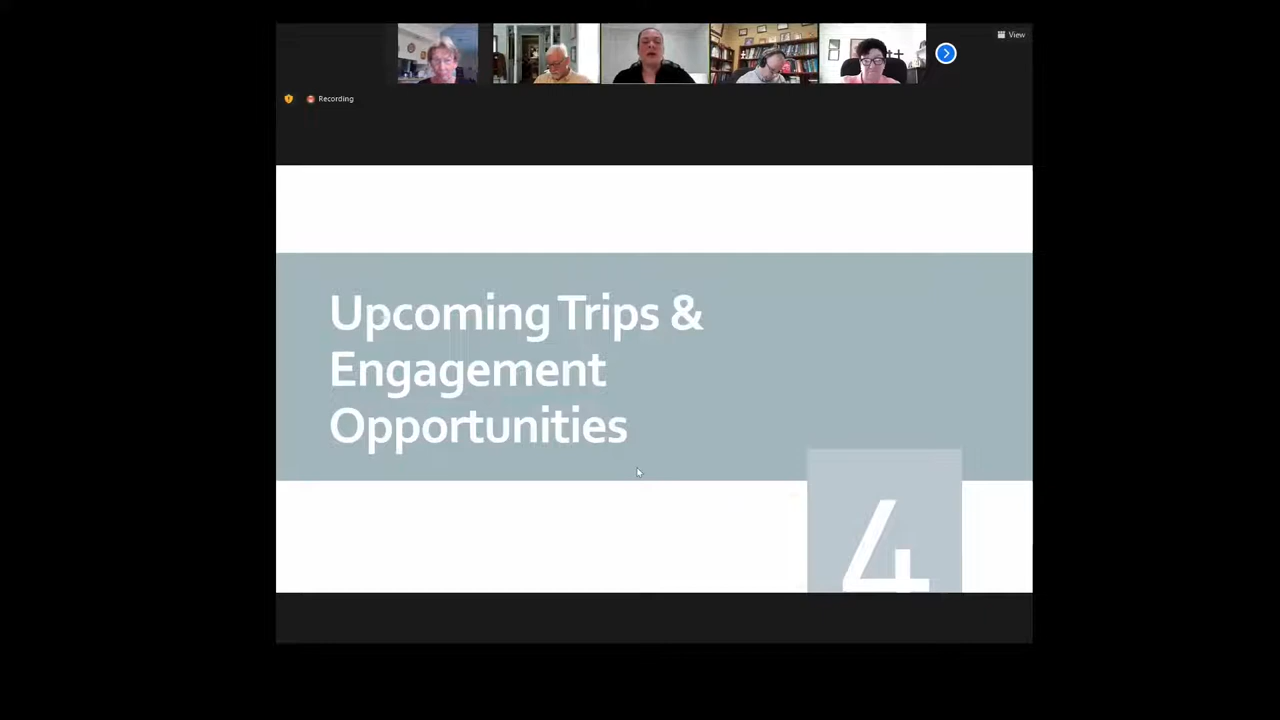 View
Recording
Upcoming Trips &
Engagement
Opportunities
4